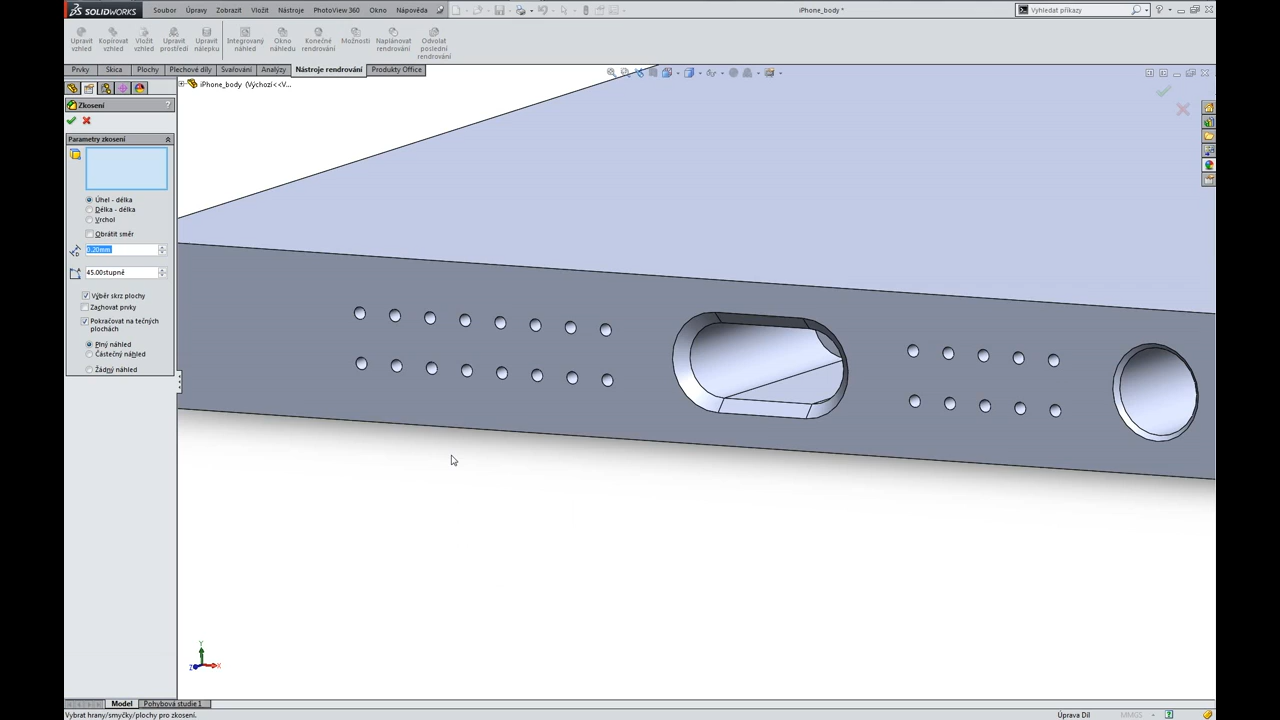 SOLIDWORKS
Soubor Úpravy Zobrazit Vložit Nástroje PhotoView 360 Okno Nápověda
iPhone_body *
Vyhledat příkazy
Upravit vzhled
Kopírovat vzhled
Vložit vzhled
Upravit prostředí
Upravit nálepku
Integrovaný náhled
Okno náhledu
Konečné rendrování
Možnosti
Naplánovat rendrování
Odvolat poslední rendrování
Prvky Skica Plochy Plechové díly Svařování Analýzy Nástroje rendrování Produkty Office
iPhone_body (Výchozí<<V...
Zkosení
?
Parametry zkosení
Úhel - délka
Délka - délka
Vrchol
Obrátit směr
0.20mm
45.00stupně
Výběr skrz plochy
Zachovat prvky
Pokračovat na tečných
plochách
Plný náhled
Částečný náhled
Žádný náhled
Y
Z X
Model Pohybová studie 1
Vybrat hrany/smyčky/plochy pro zkosení.
Úprava Díl
MMGS